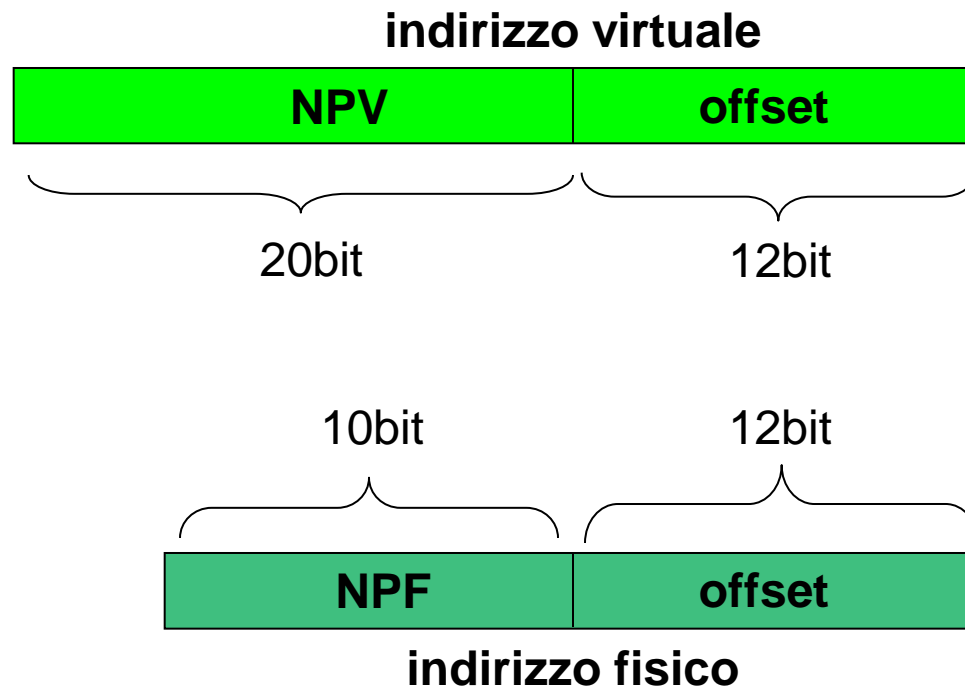 indirizzo virtuale
NPV offset
20bit 12bit
10bit 12bit
NPF offset
indirizzo fisico